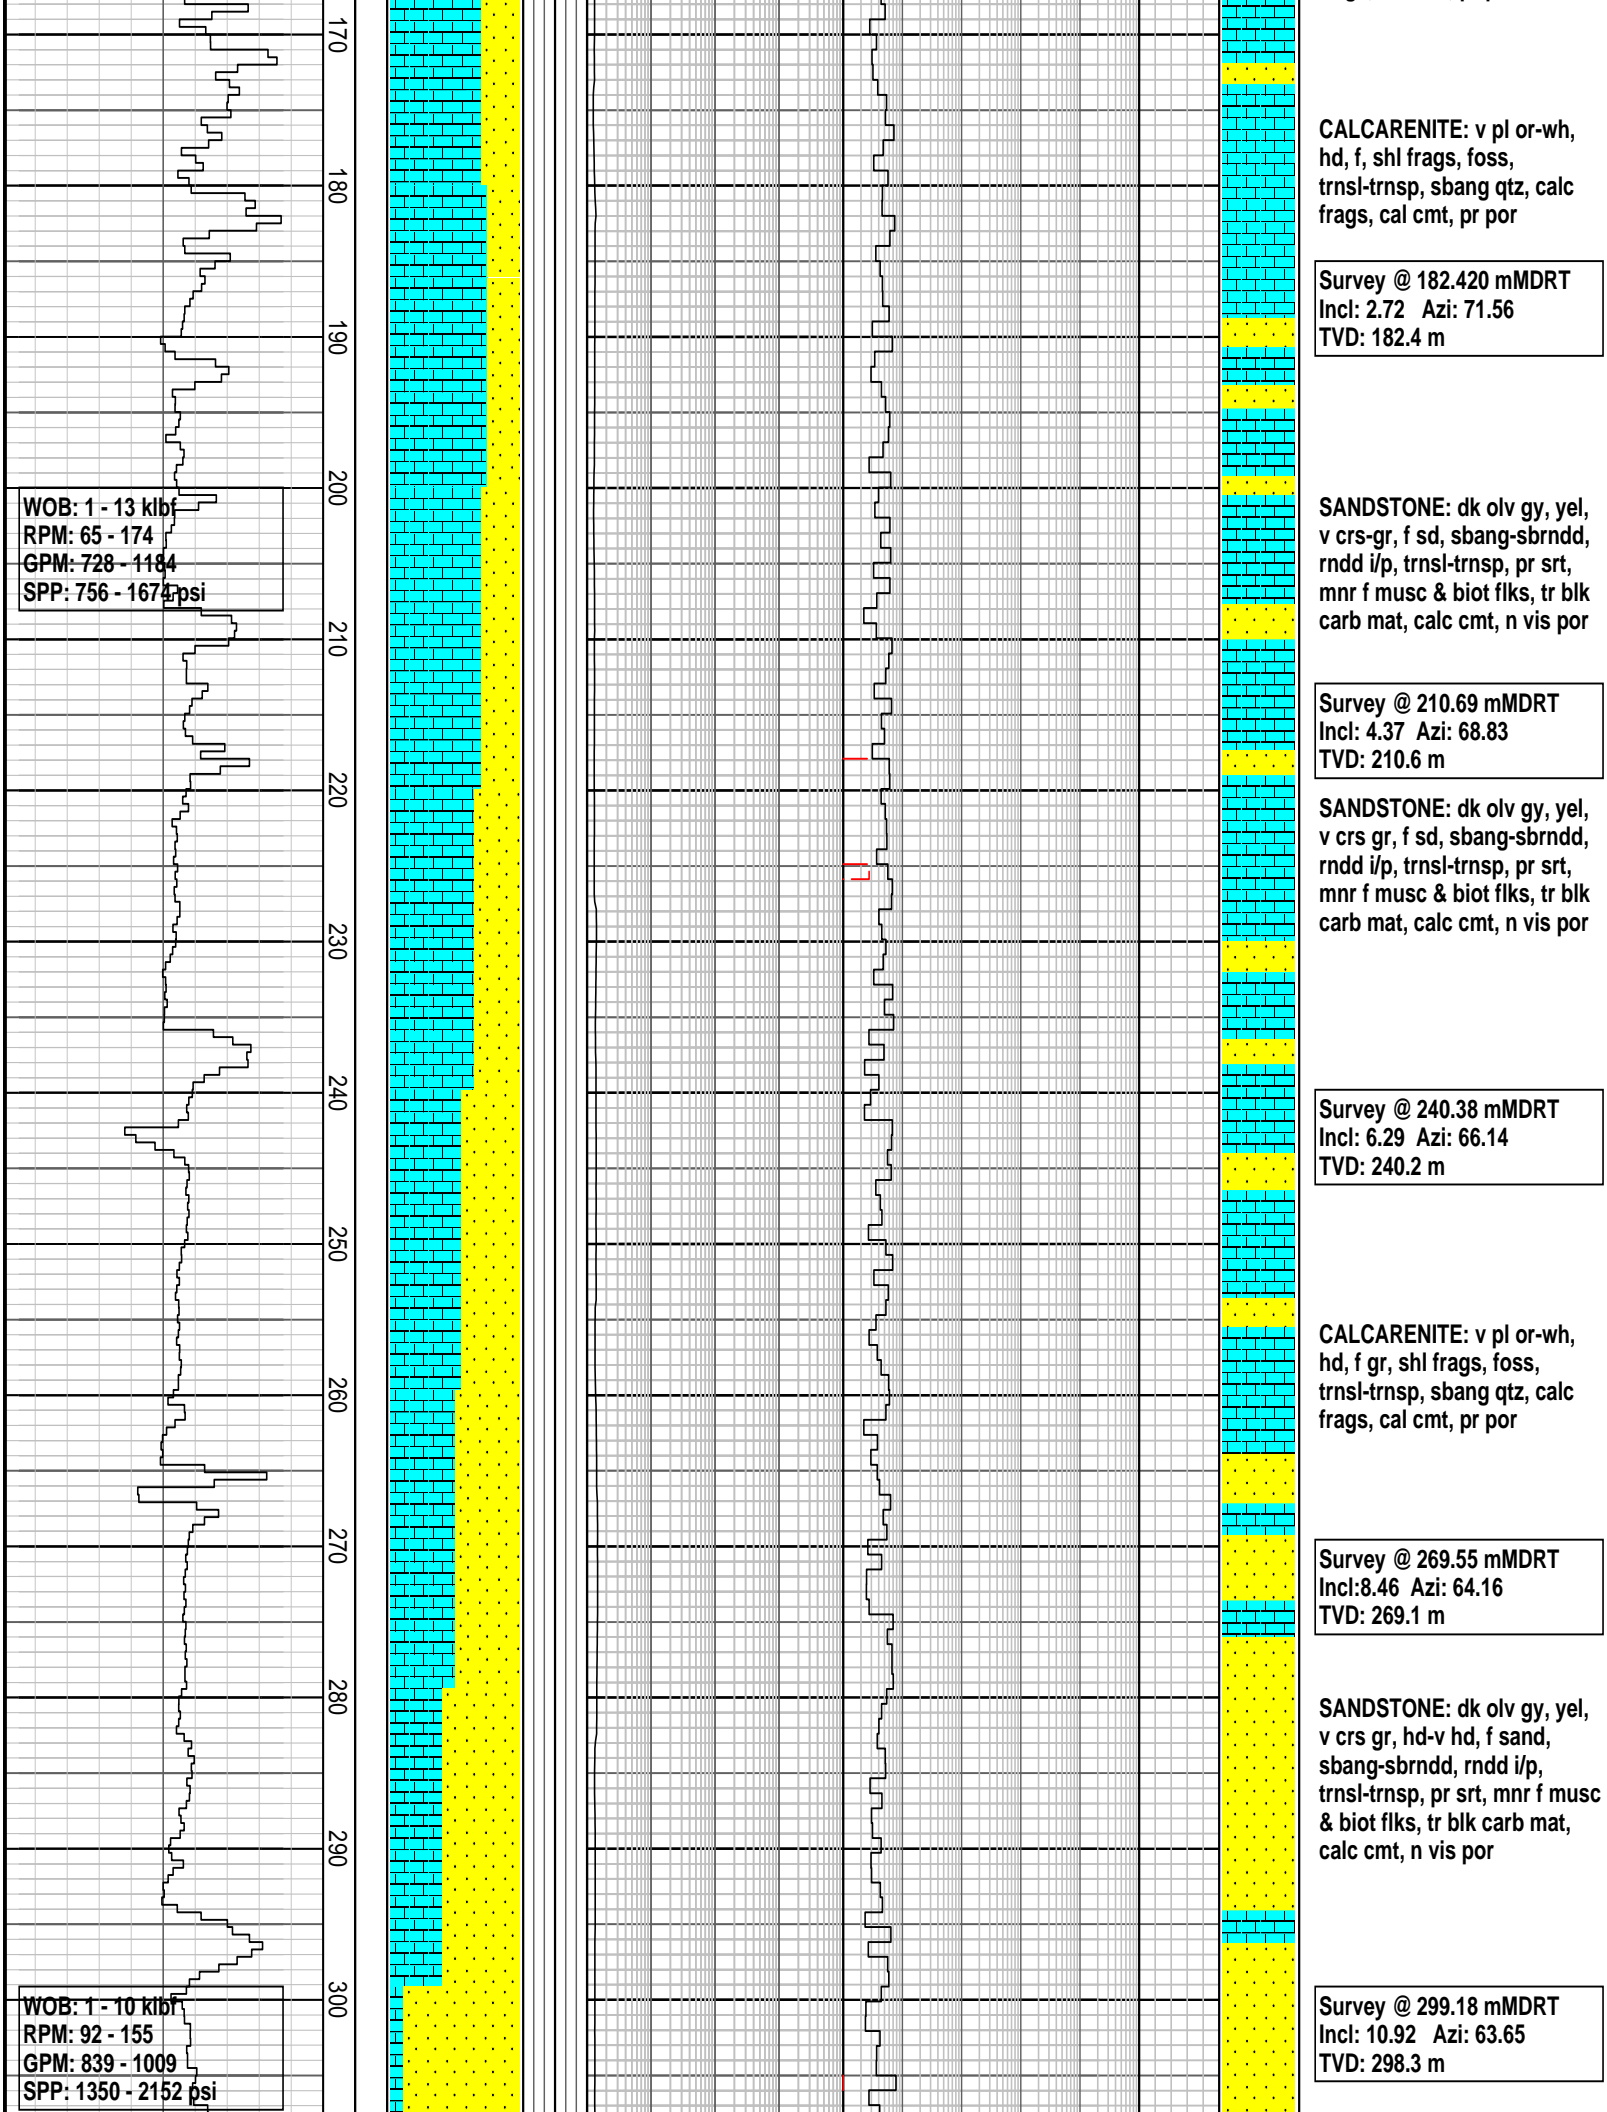 170
180
190
200
210
220
230
240
250
260
270
280
290
300
WOB: 1 - 13 klbf
RPM: 65 - 174
GPM: 728 - 1184
SPP: 756 - 1674 psi
WOB: 1 - 10 klbf
RPM: 92 - 155
GPM: 839 - 1009
SPP: 1350 - 2152 psi
CALCARENITE: v pl or-wh,
hd, f, shl frags, foss,
trnsl-trnsp, sbang qtz, calc
frags, cal cmt, pr por
Survey @ 182.420 mMDRT
Incl: 2.72 Azi: 71.56
TVD: 182.4 m
SANDSTONE: dk olv gy, yel,
v crs-gr, f sd, sbang-sbrndd,
rndd i/p, trnsl-trnsp, pr srt,
mnr f musc & biot flks, tr blk
carb mat, calc cmt, n vis por
Survey @ 210.69 mMDRT
Incl: 4.37 Azi: 68.83
TVD: 210.6 m
SANDSTONE: dk olv gy, yel,
v crs gr, f sd, sbang-sbrndd,
rndd i/p, trnsl-trnsp, pr srt,
mnr f musc & biot flks, tr blk
carb mat, calc cmt, n vis por
Survey @ 240.38 mMDRT
Incl: 6.29 Azi: 66.14
TVD: 240.2 m
CALCARENITE: v pl or-wh,
hd, f gr, shl frags, foss,
trnsl-trnsp, sbang qtz, calc
frags, cal cmt, pr por
Survey @ 269.55 mMDRT
Incl:8.46 Azi: 64.16
TVD: 269.1 m
SANDSTONE: dk olv gy, yel,
v crs gr, hd-v hd, f sand,
sbang-sbrndd, rndd i/p,
trnsl-trnsp, pr srt, mnr f musc
& biot flks, tr blk carb mat,
calc cmt, n vis por
Survey @ 299.18 mMDRT
Incl: 10.92 Azi: 63.65
TVD: 298.3 m